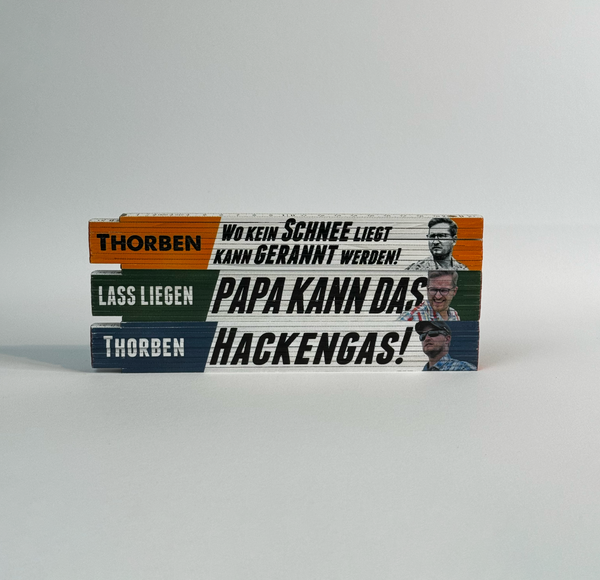 THORBEN
WO KEIN SCHNEE LIEGT
KANN GERANNT WERDEN!
LASS LIEGEN
PAPA KANN DAS
THORBEN
HACKENGAS!